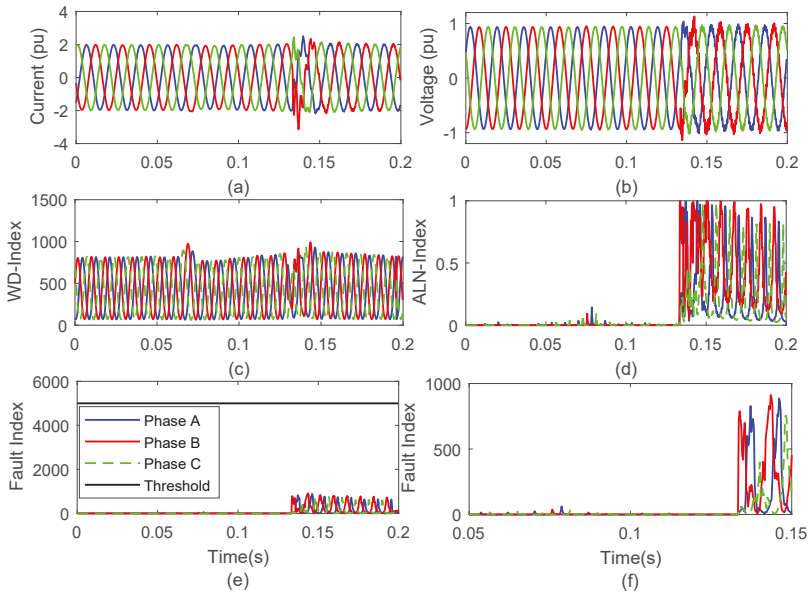 Current (pu)
4
2
0
-2
-4
0
0.05
0.1
0.15
0.2
(a)
Voltage (pu)
1
0
-1
0
0.05
0.1
0.15
0.2
(b)
WD-Index
1500
1000
500
0
0
0.05
0.1
0.15
0.2
(c)
ALN-Index
1
0.5
0
0
0.05
0.1
0.15
0.2
(d)
Fault Index
6000
4000
2000
0
Phase A
Phase B
Phase C
Threshold
0
0.05
0.1
0.15
0.2
Time(s)
(e)
Fault Index
1000
500
0
0.05
0.1
0.15
Time(s)
(f)